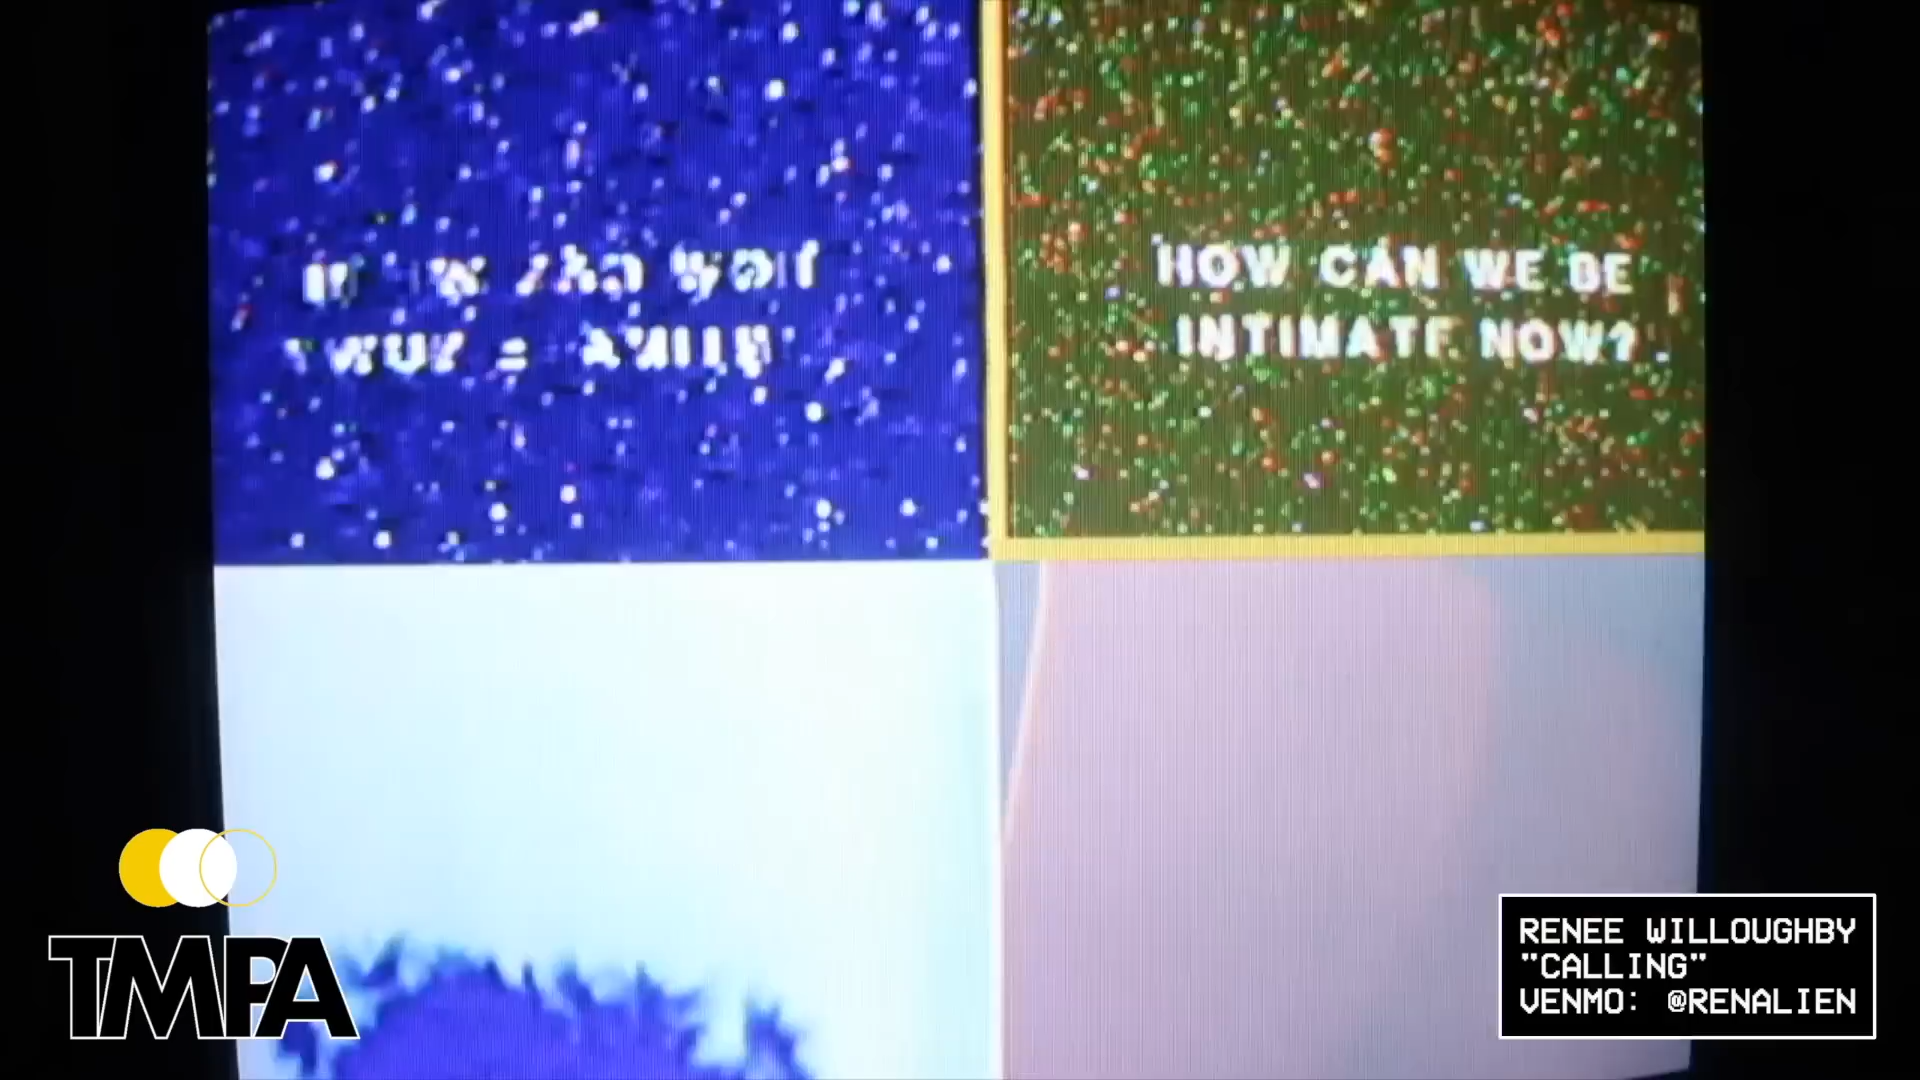 HOW CAN WE BE
INTIMATE NOW?
TMPA
RENEE WILLOUGHBY
"CALLING"
VENMO: @RENALIEN